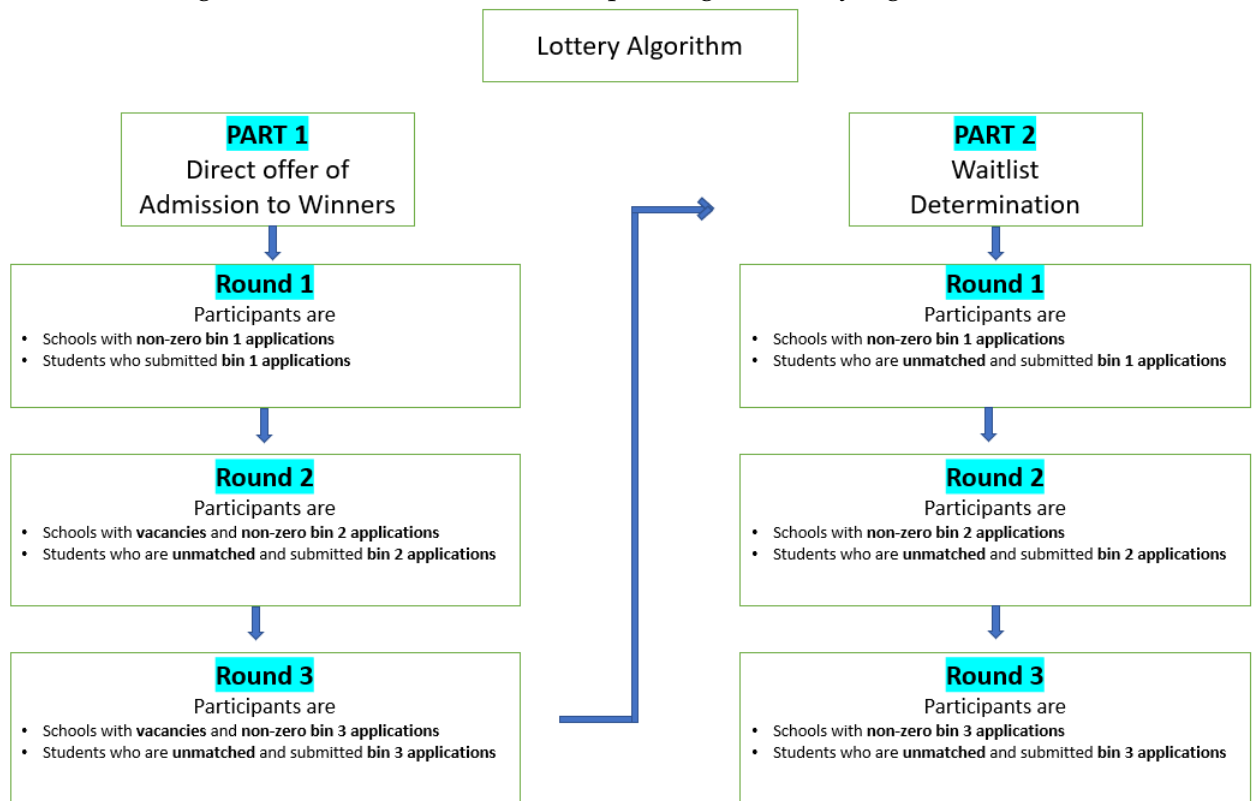 Lottery Algorithm
PART 1
Direct offer of
Admission to Winners
Round 1
Participants are
• Schools with non-zero bin 1 applications
• Students who submitted bin 1 applications
Round 2
Participants are
• Schools with vacancies and non-zero bin 2 applications
• Students who are unmatched and submitted bin 2 applications
Round 3
Participants are
• Schools with vacancies and non-zero bin 3 applications
• Students who are unmatched and submitted bin 3 applications
PART 2
Waitlist
Determination
Round 1
Participants are
• Schools with non-zero bin 1 applications
• Students who are unmatched and submitted bin 1 applications
Round 2
Participants are
• Schools with non-zero bin 2 applications
• Students who are unmatched and submitted bin 2 applications
Round 3
Participants are
• Schools with non-zero bin 3 applications
• Students who are unmatched and submitted bin 3 applications